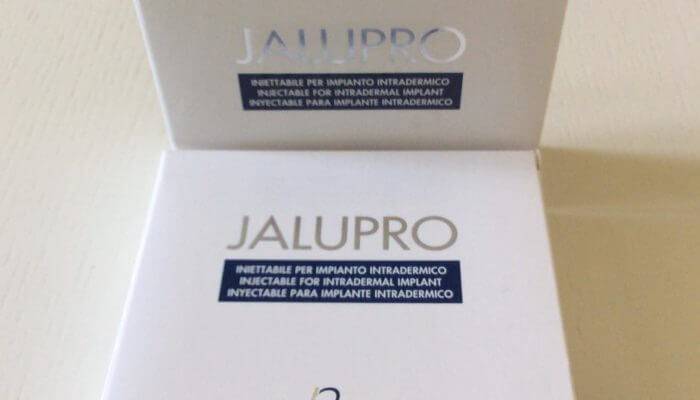 JALUPRO
INIETTABILE PER IMPIANTO INTRADERMICO
INJECTABLE FOR INTRADERMAL IMPLANT
INYECTABLE PARA IMPLANTE INTRADERMICO
JALUPRO
INIETTABILE PER IMPIANTO INTRADERMICO
INJECTABLE FOR INTRADERMAL IMPLANT
INYECTABLE PARA IMPLANTE INTRADERMICO